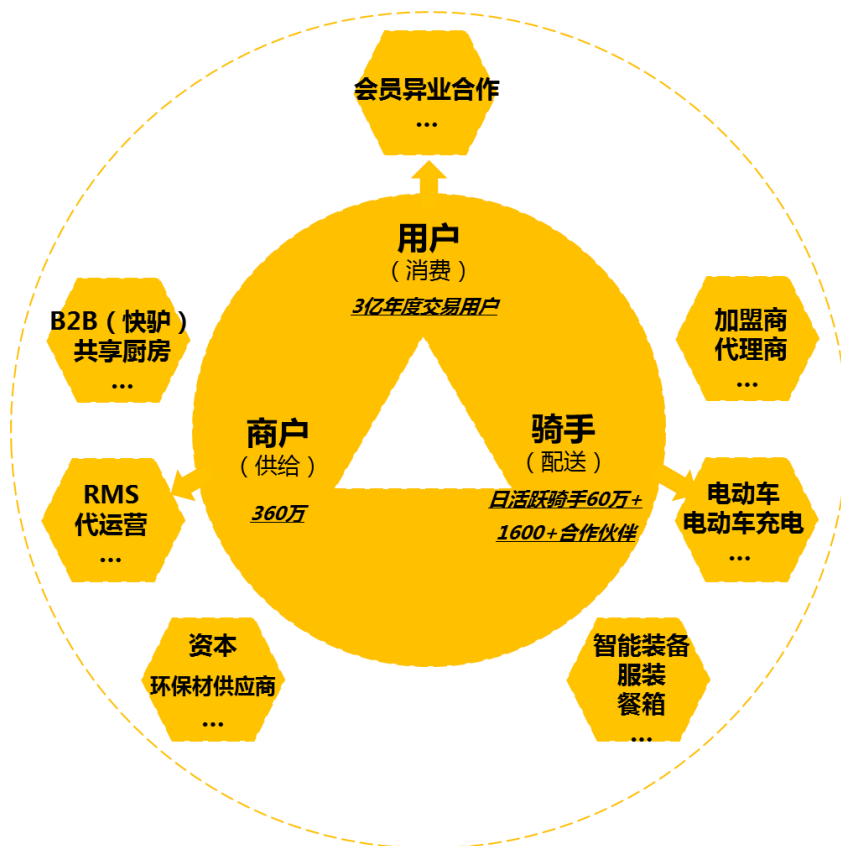 会员异业合作
...
用户
（消费）
3亿年度交易用户
B2B（快驴）
共享厨房
...
加盟商
代理商
...
商户
（供给）
360万
骑手
（配送）
日活跃骑手60万+
1600+合作伙伴
RMS
代运营
...
电动车
电动车充电
...
资本
环保材供应商
...
智能装备
服装
餐箱
...